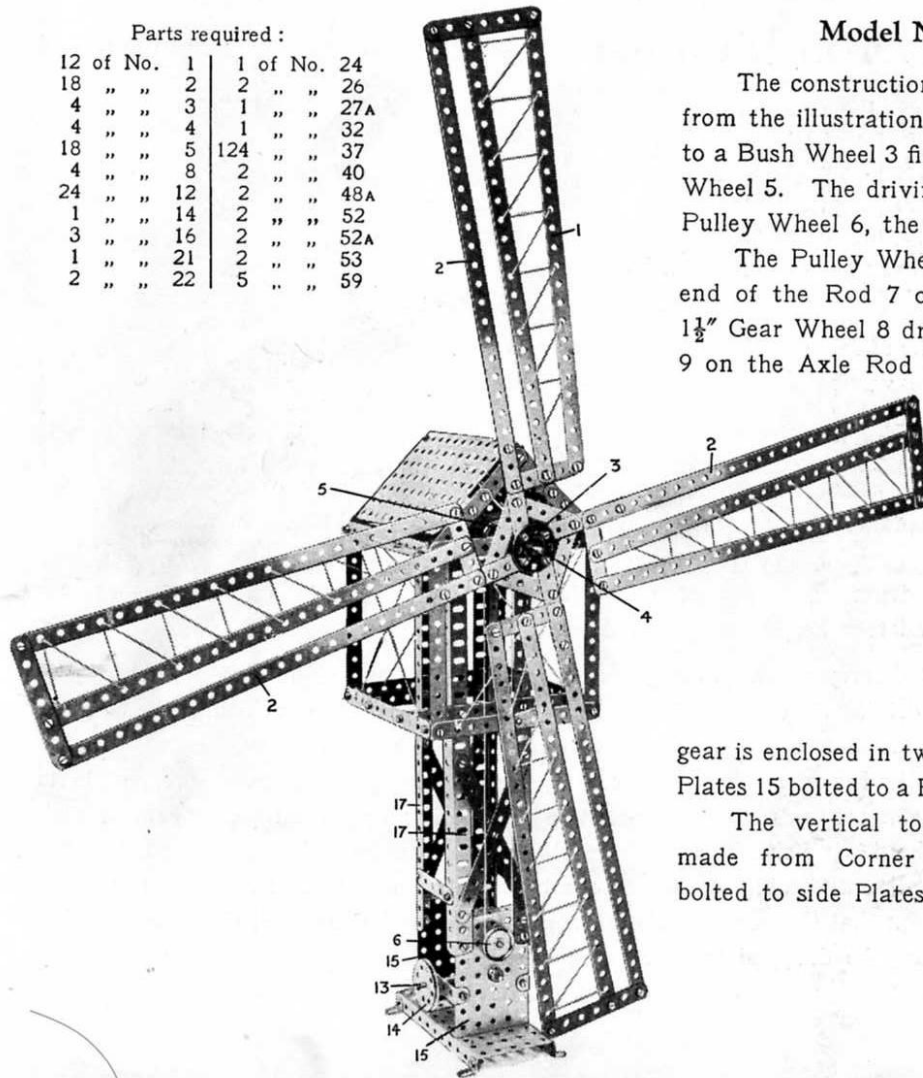 Parts required :
12 of No. 1 | 1 of No. 24
18 „ „ 2 | 2 „ „ 26
4 „ „ 3 | 1 „ „ 27A
4 „ „ 4 | 1 „ „ 32
18 „ „ 5 | 124 „ „ 37
4 „ „ 8 | 2 „ „ 40
24 „ „ 12 | 2 „ „ 48A
1 „ „ 14 | 2 „ „ 52
3 „ „ 16 | 2 „ „ 52A
1 „ „ 21 | 2 „ „ 53
2 „ „ 22 | 5 „ „ 59
Model N
The construction
from the illustration
to a Bush Wheel 3 fi
Wheel 5. The drivin
Pulley Wheel 6, the
The Pulley Whe
end of the Rod 7 c
1½″ Gear Wheel 8 dr
9 on the Axle Rod
1
2
2
3
5
4
2
gear is enclosed in tw
Plates 15 bolted to a
The vertical to
made from Corner
bolted to side Plates
17
17
6
15
13
14
15